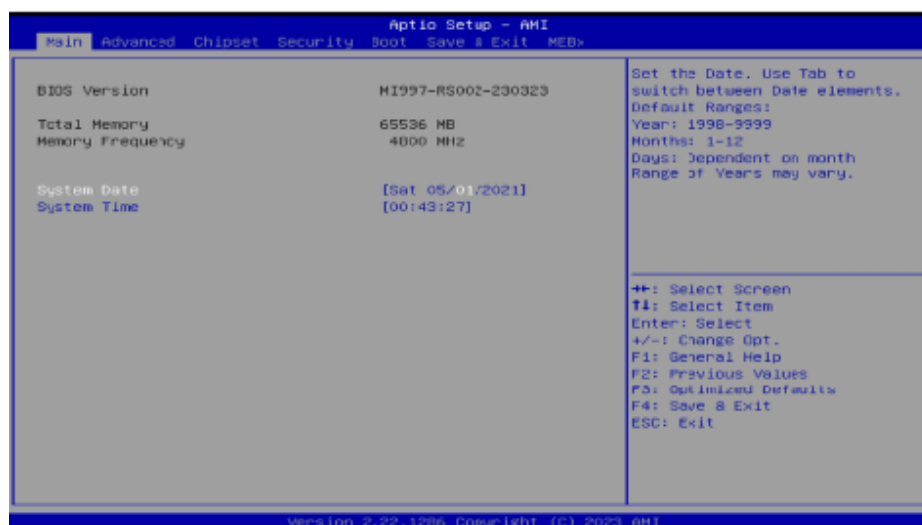 Aptio Setup - AMI
Main Advanced Chipset Security Boot Save & Exit MEBx
BIOS Version MI997-RS002-230323
Total Memory 65536 MB
Memory Frequency 4800 MHz
System Date [Sat 05/01/2021]
System Time [00:43:27]
Set the Date. Use Tab to
switch between Date elements.
Default Ranges:
Year: 1998-9999
Months: 1-12
Days: Dependent on month
Range of Years may vary.
→←: Select Screen
↑↓: Select Item
Enter: Select
+/-: Change Opt.
F1: General Help
F2: Previous Values
F3: Optimized Defaults
F4: Save & Exit
ESC: Exit
Version 2.22.1286 Copyright (C) 2023 AMI